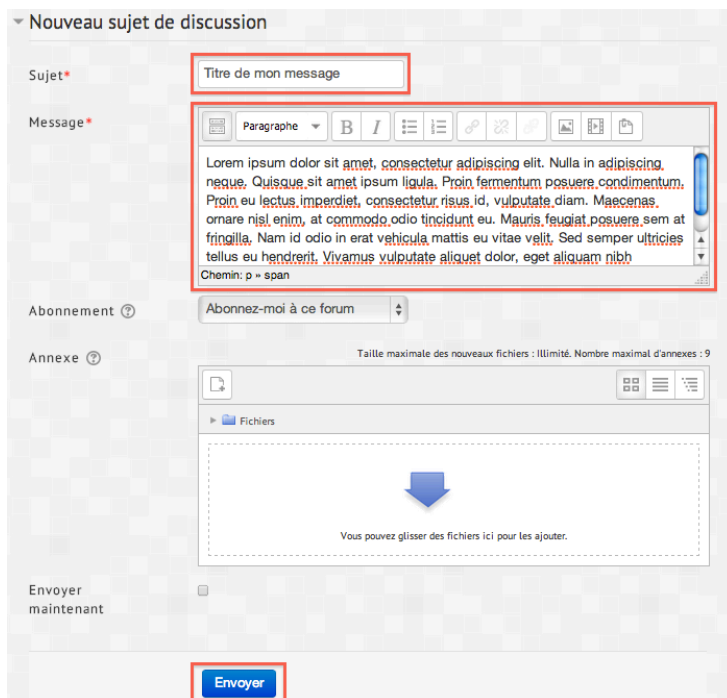 Nouveau sujet de discussion
Sujet*
Titre de mon message
Message*
Paragraphe
B I
Lorem ipsum dolor sit amet, consectetur adipiscing elit. Nulla in adipiscing
neque. Quisque sit amet ipsum ligula. Proin fermentum posuere condimentum.
Proin eu lectus imperdiet, consectetur risus id, vulputate diam. Maecenas
ornare nisl enim, at commodo odio tincidunt eu. Mauris feugiat posuere sem at
fringilla. Nam id odio in erat vehicula mattis eu vitae velit. Sed semper ultricies
tellus eu hendrerit. Vivamus vulputate aliquet dolor, eget aliquam nibh
Chemin: p » span
Abonnement ?
Abonnez-moi à ce forum
Annexe ?
Taille maximale des nouveaux fichiers : Illimité. Nombre maximal d'annexes : 9
Fichiers
Vous pouvez glisser des fichiers ici pour les ajouter.
Envoyer
maintenant
Envoyer